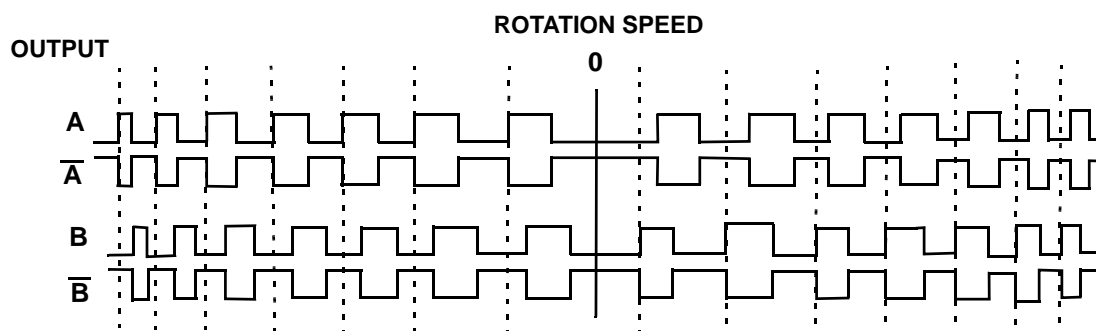 ROTATION SPEED
OUTPUT
0
A
A̅
B
B̅